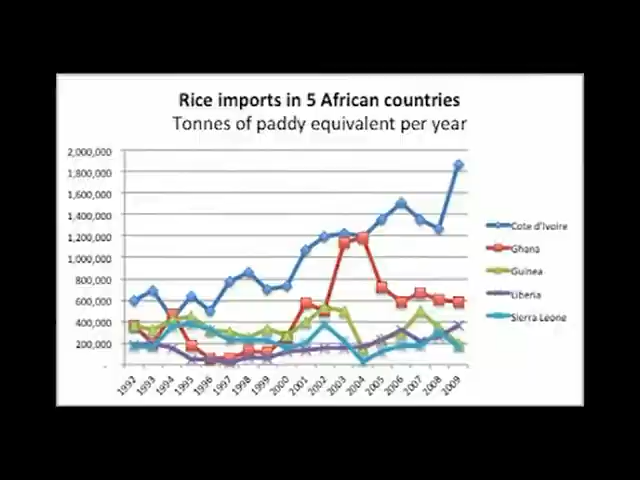 Rice imports in 5 African countries
Tonnes of paddy equivalent per year
2,000,000
1,800,000
1,600,000
1,400,000
1,200,000
1,000,000
800,000
600,000
400,000
200,000
-
1992 1993 1994 1995 1996 1997 1998 1999 2000 2001 2002 2003 2004 2005 2006 2007 2008 2009
Cote d'Ivoire
Ghana
Guinea
Liberia
Sierra Leone